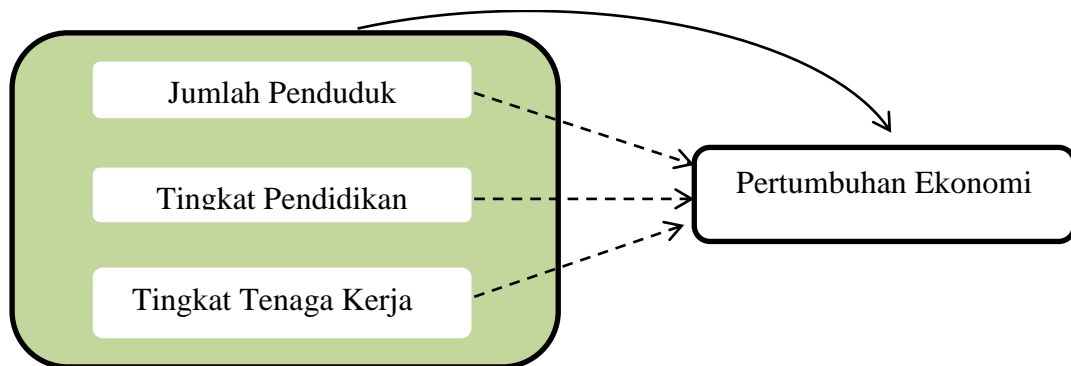 Jumlah Penduduk
Tingkat Pendidikan
Tingkat Tenaga Kerja
Pertumbuhan Ekonomi